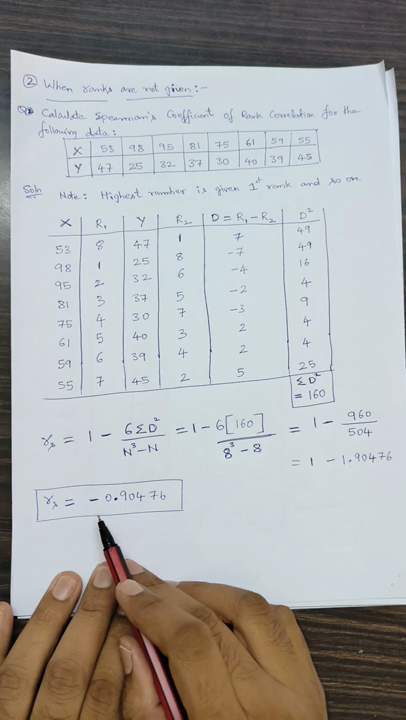 ② When ranks are not given:-
Q. Calculate Spearman's Coefficient of Rank Correlation for the
following data:
X 53 98 95 81 75 61 59 55
Y 47 25 32 37 30 40 39 45
Soln Note: Highest number is given 1st rank and so on
X R₁ Y R₂ D = R₁ - R₂ D²
53 8 47 1 7 49
98 1 25 8 -7 49
95 2 32 6 -4 16
81 3 37 5 -2 4
75 4 30 7 -3 9
61 5 40 3 2 4
59 6 39 4 2 4
55 7 45 2 5 25
ΣD²
= 160
rₛ = 1 - 6ΣD² / N³-N = 1 - 6[160] / 8³-8 = 1 - 960 / 504
= 1 - 1.90476
rₛ = - 0.90476